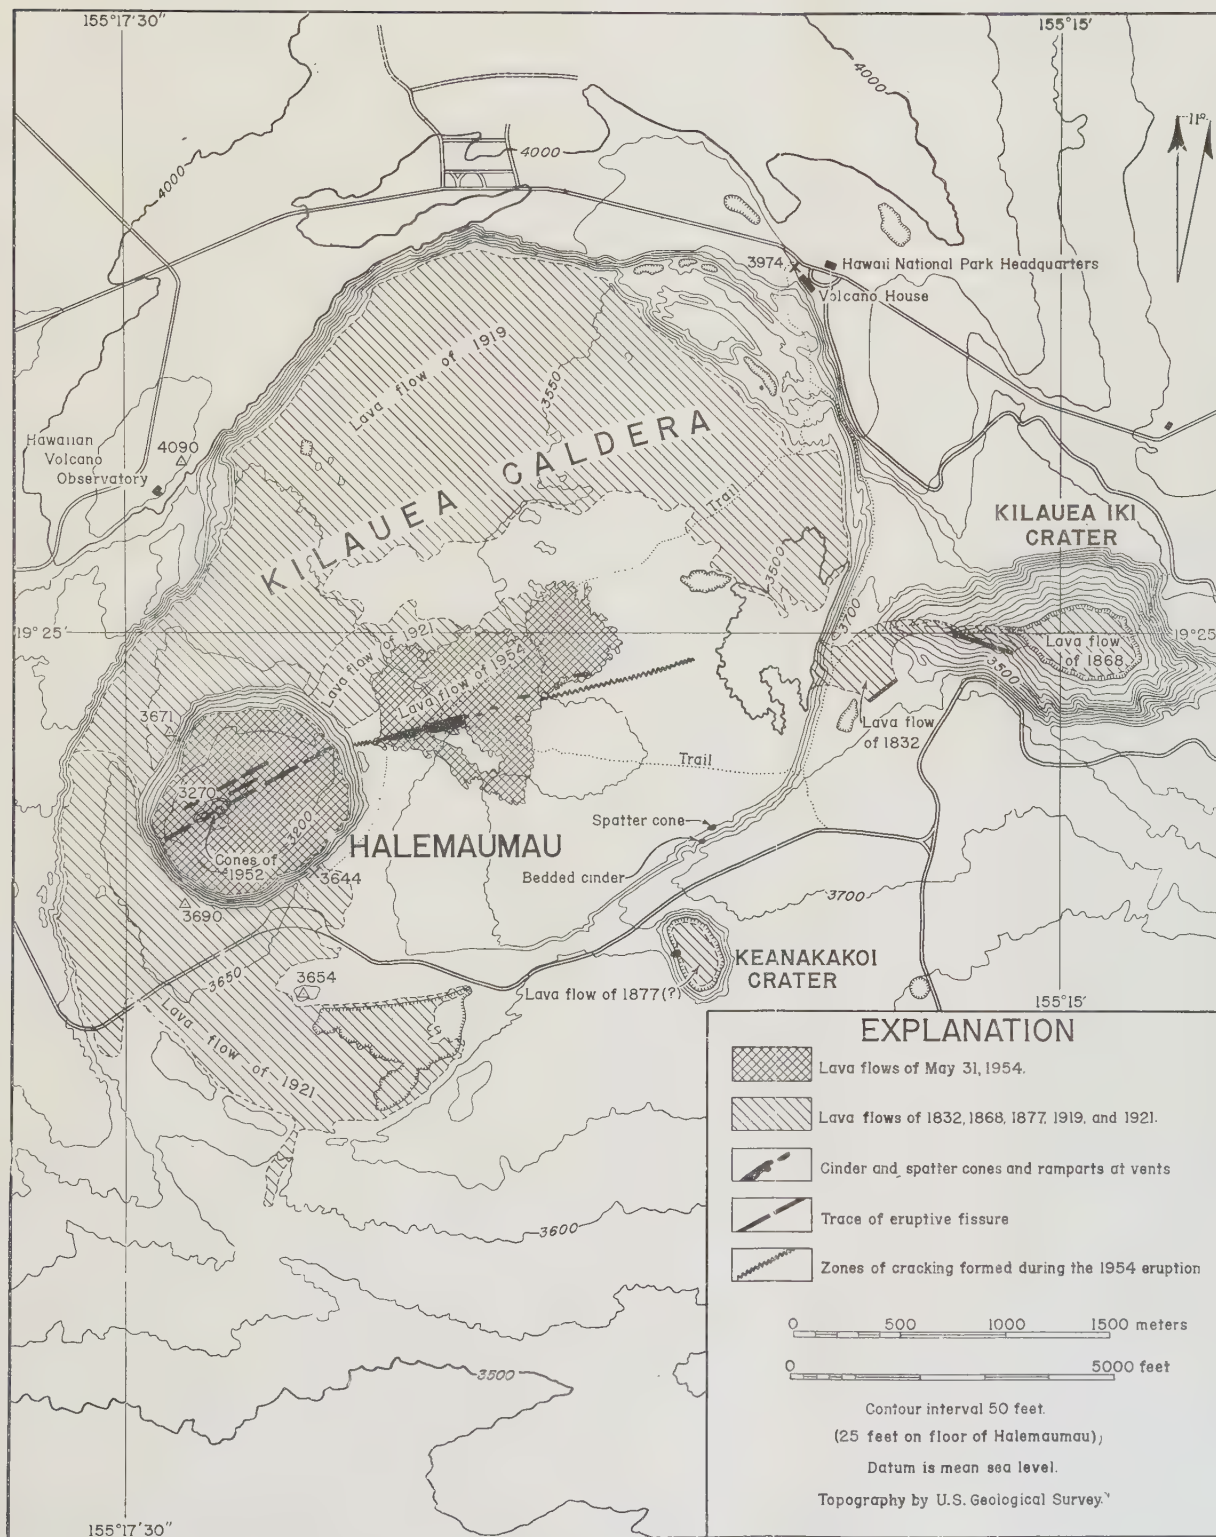 155°17'30"
155°15'
4000
4000
4000
11°
3974
Hawaii National Park Headquarters
Volcano House
Lava flow of 1919
3550
Hawaiian
Volcano
Observatory
4090
KILAUEA CALDERA
Trail
KILAUEA IKI
CRATER
3500
3700
19° 25'
19° 25'
Lava flow of 1921
Lava flow of 1954
Lava flow
of 1868
3500
3671
Lava flow
of 1832
Trail
3270
3200
Spatter cone
HALEMAUMAU
Cones of
1952
3644
Bedded cinder
3700
3690
KEANAKAKOI
CRATER
3650
3654
Lava flow of 1877(?)
155°15'
Lava flow of 1921
EXPLANATION
Lava flows of May 31, 1954.
Lava flows of 1832, 1868, 1877, 1919, and 1921.
Cinder and spatter cones and ramparts at vents
Trace of eruptive fissure
3600
Zones of cracking formed during the 1954 eruption
0 500 1000 1500 meters
0 5000 feet
3500
Contour interval 50 feet.
(25 feet on floor of Halemaumau)
Datum is mean sea level.
Topography by U.S. Geological Survey.
155°17'30"